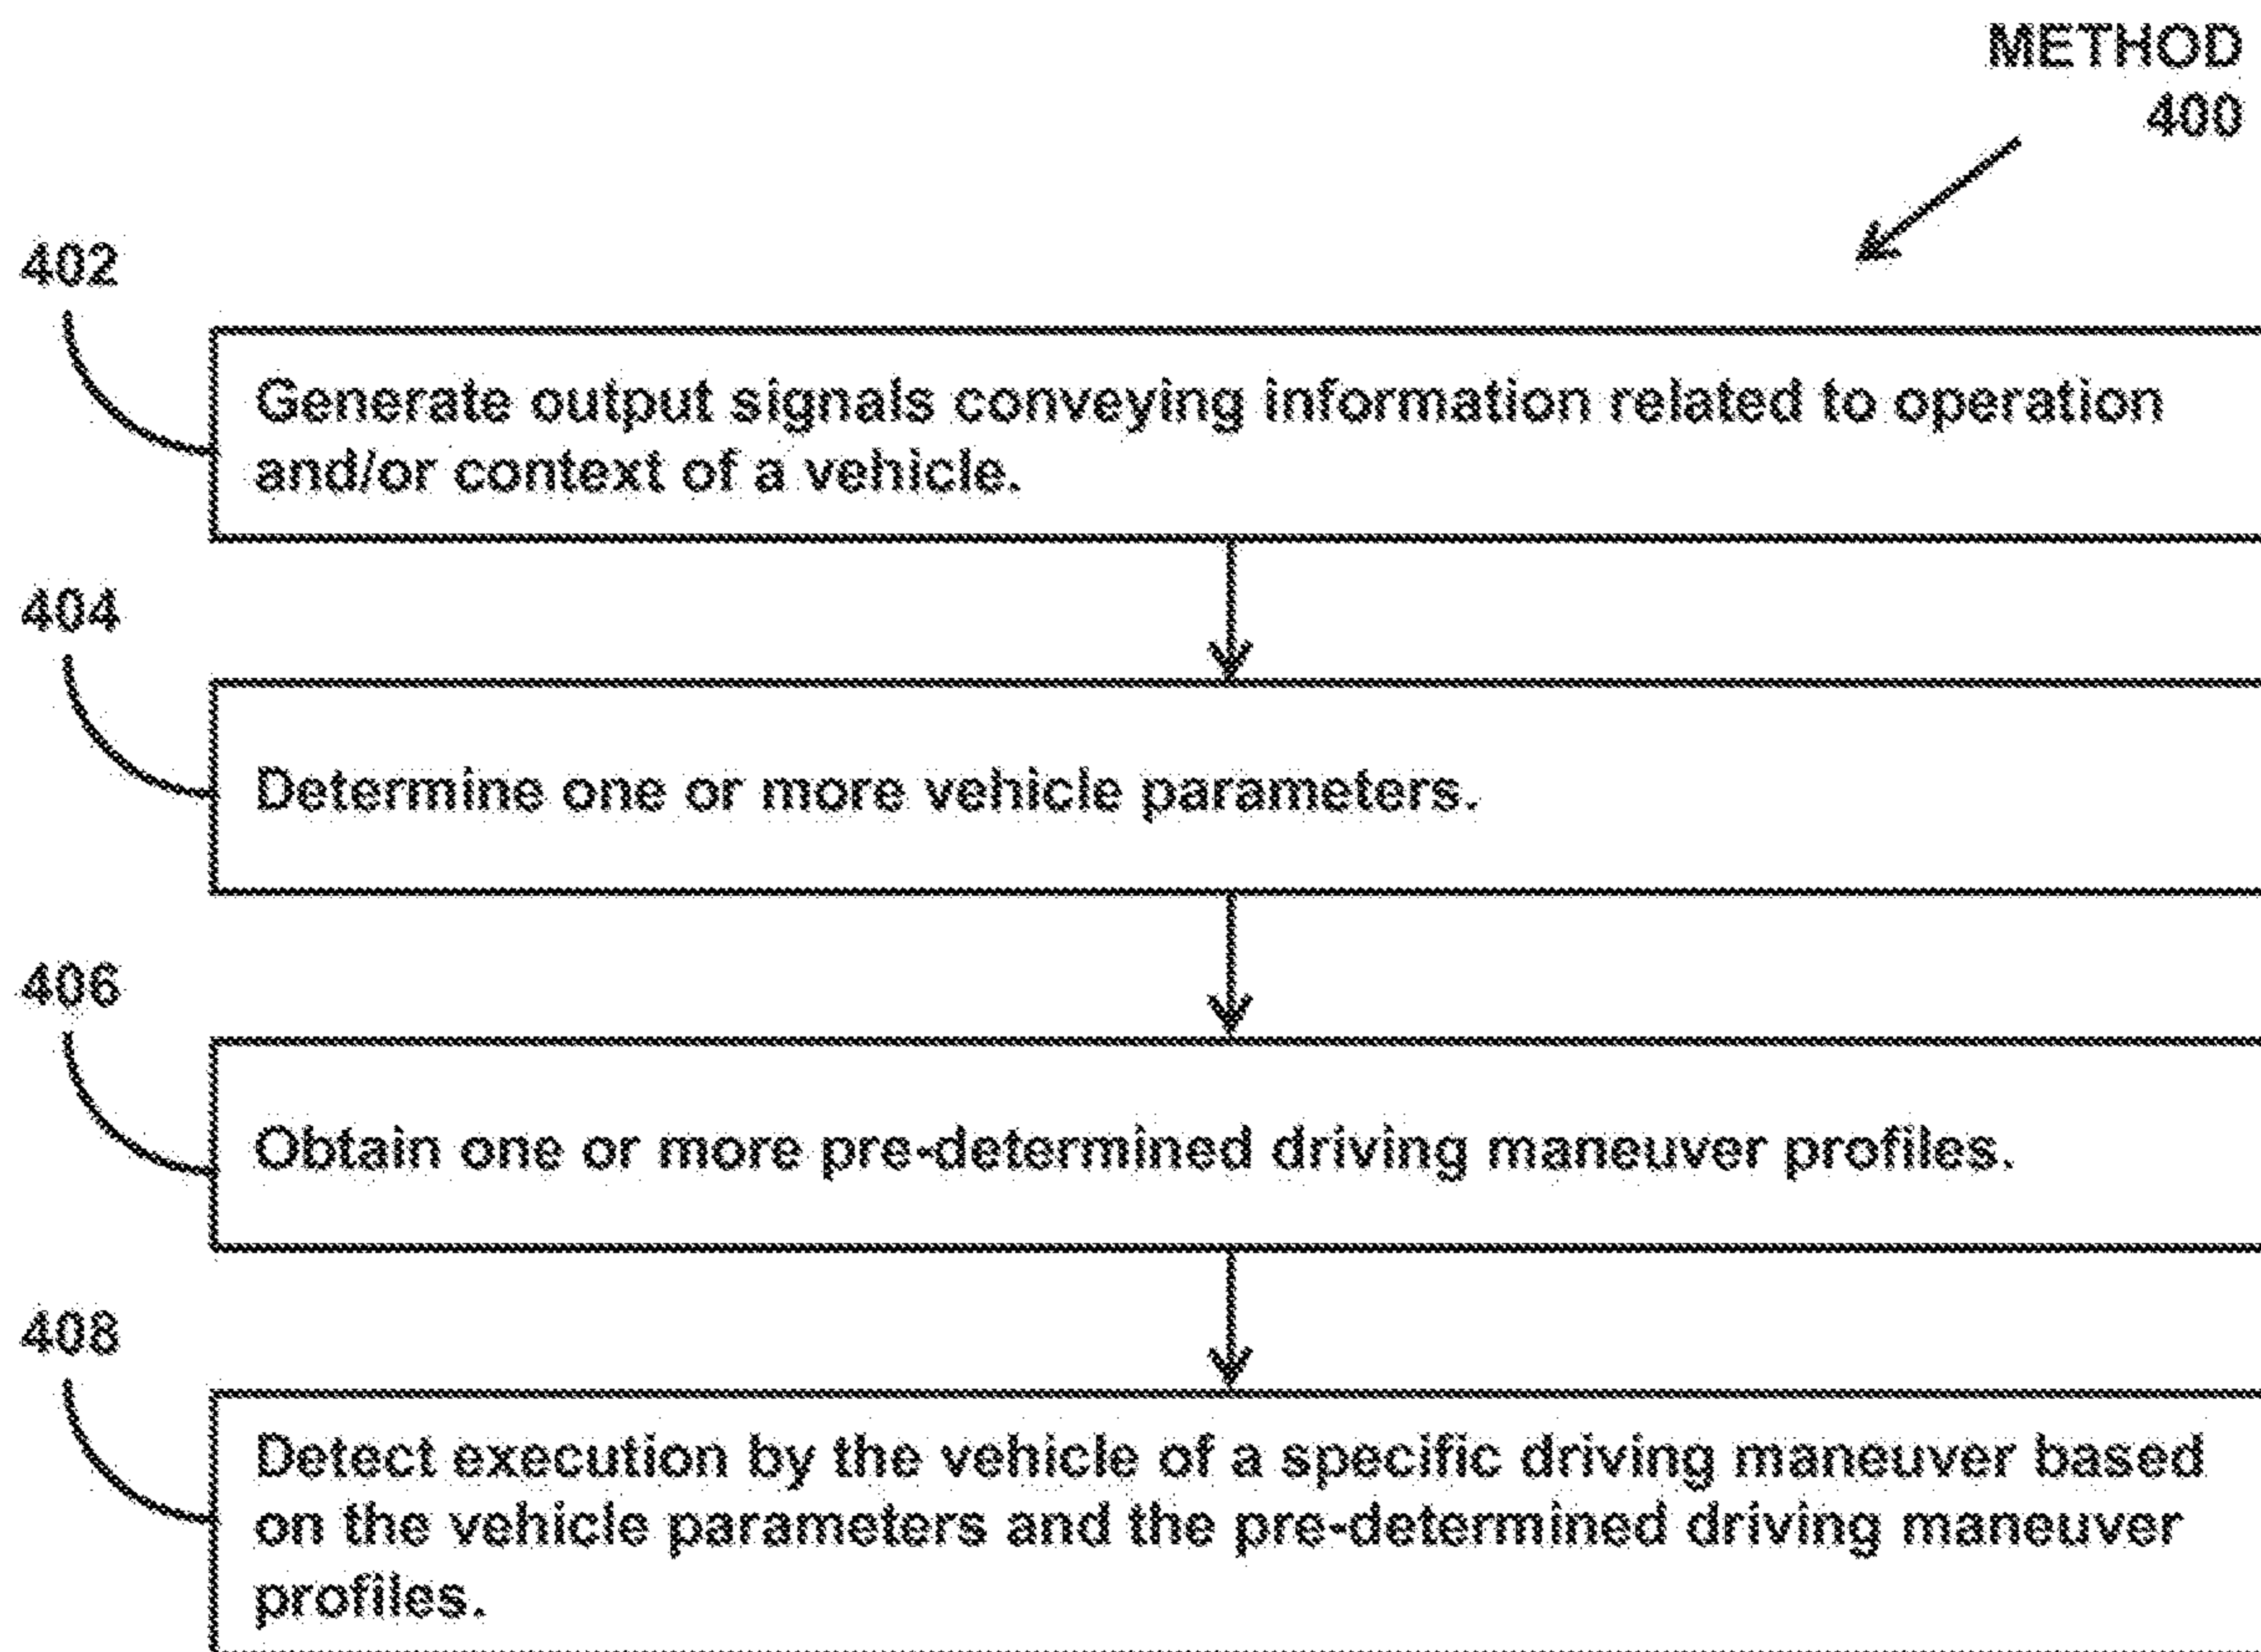 METHOD
400
402
Generate output signals conveying information related to operation
and/or context of a vehicle.
404
Determine one or more vehicle parameters.
406
Obtain one or more pre-determined driving maneuver profiles.
408
Detect execution by the vehicle of a specific driving maneuver based
on the vehicle parameters and the pre-determined driving maneuver
profiles.